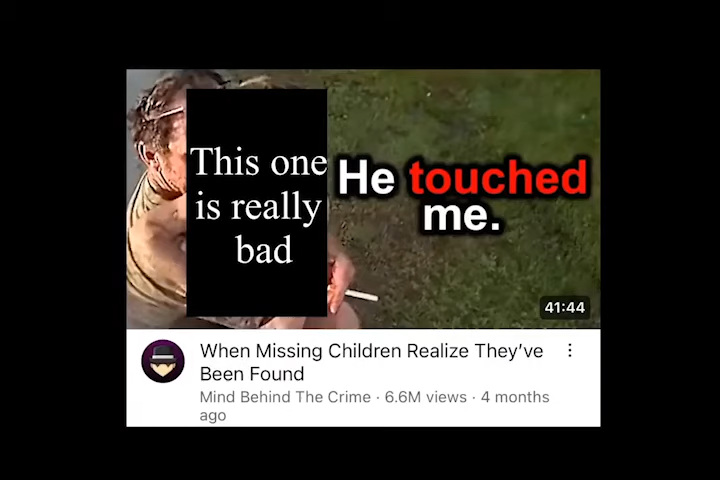 This one
is really
bad
He touched
me.
41:44
When Missing Children Realize They’ve
Been Found
Mind Behind The Crime · 6.6M views · 4 months
ago